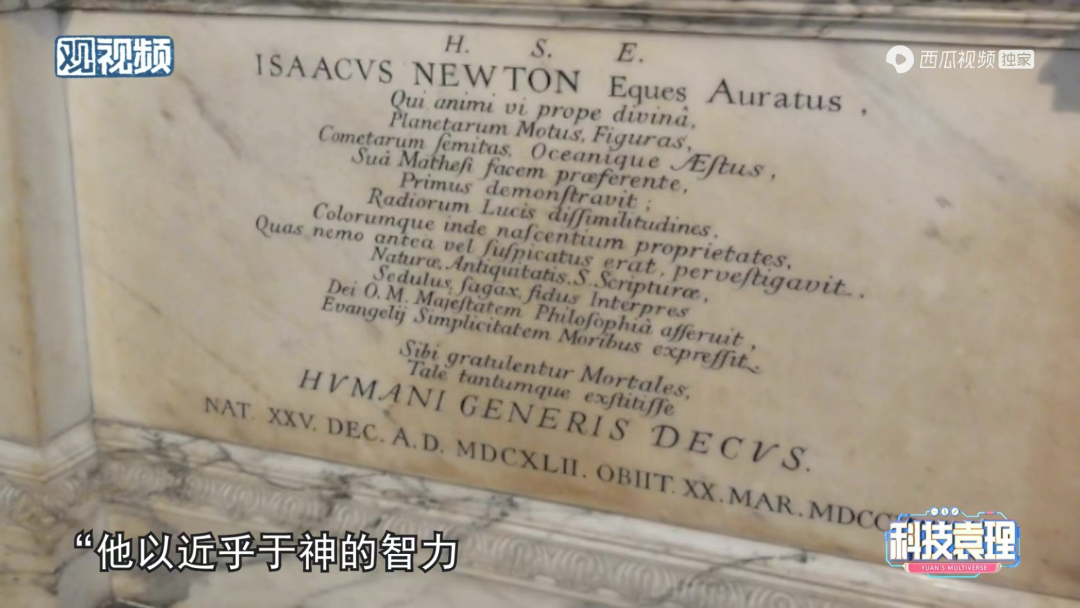 观视频
西瓜视频 独家
H. S. E.
ISAACVS NEWTON Eques Auratus,
Qui animi vi prope divinâ,
Planetarum Motus, Figuras,
Cometarum ſemitas, Oceanique Æſtus,
Suâ Matheſi facem præferente,
Primus demonſtravit;
Radiorum Lucis diſſimilitudines,
Colorumque inde naſcentium proprietates,
Quas nemo antea vel ſuſpicatus erat, perveſtigavit.
Naturæ, Antiquitatis, S. Scripturæ,
Sedulus, ſagax, fidus Interpres
Dei O. M. Majeſtatem Philoſophiâ aſſeruit,
Evangelij Simplicitatem Moribus expreſſit.
Sibi gratulentur Mortales,
Tale tantumque exſtitiſſe
HVMANI GENERIS DECVS.
NAT. XXV. DEC. A.D. MDCXLII. OBIIT. XX. MAR. MDCC
“他以近乎于神的智力
科技袁理
YUAN'S MULTIVERSE